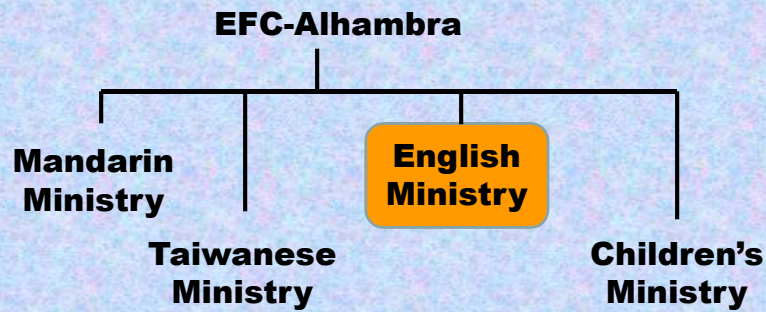 EFC-Alhambra
Mandarin
Ministry
English
Ministry
Taiwanese
Ministry
Children’s
Ministry